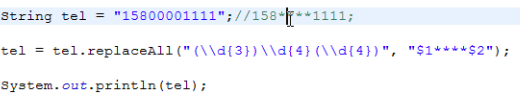 String tel = "15800001111";//158****1111;
tel = tel.replaceAll("(\\d{3})\\d{4}(\\d{4})", "$1****$2");
System.out.println(tel);